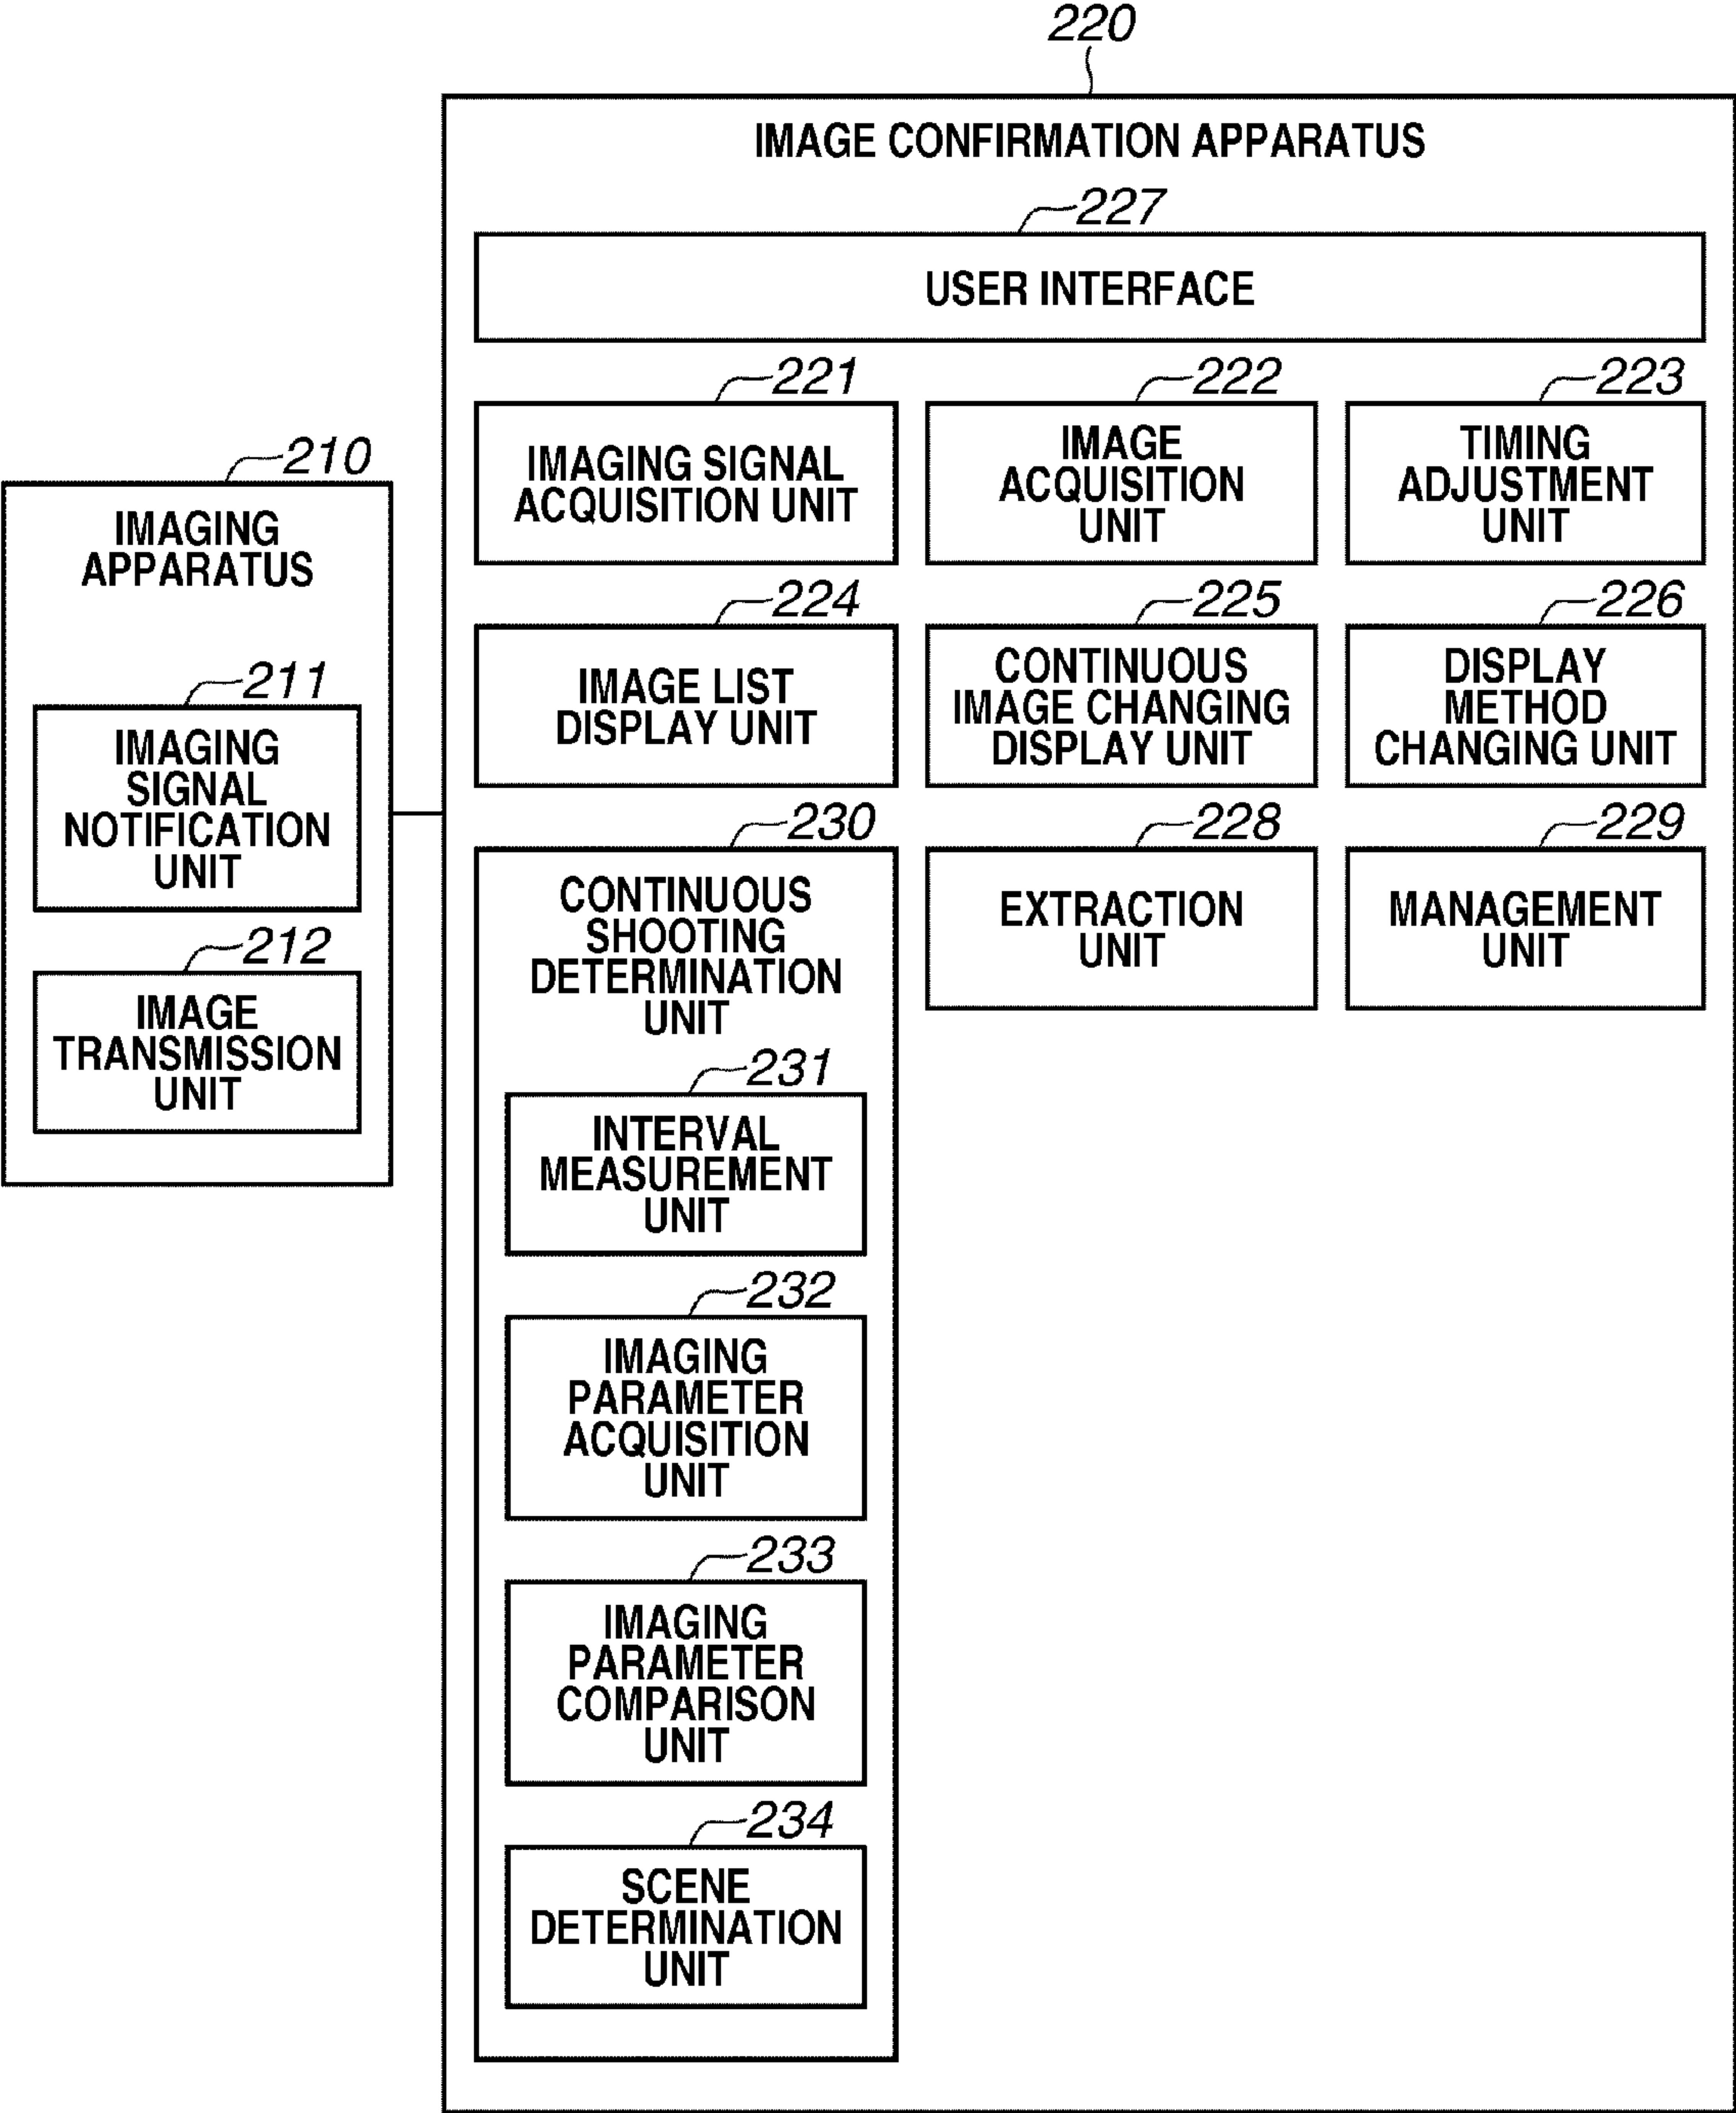 220
IMAGE CONFIRMATION APPARATUS
227
USER INTERFACE
221
IMAGING SIGNAL
ACQUISITION UNIT
222
IMAGE
ACQUISITION
UNIT
223
TIMING
ADJUSTMENT
UNIT
210
IMAGING
APPARATUS
211
IMAGING
SIGNAL
NOTIFICATION
UNIT
212
IMAGE
TRANSMISSION
UNIT
224
IMAGE LIST
DISPLAY UNIT
225
CONTINUOUS
IMAGE CHANGING
DISPLAY UNIT
226
DISPLAY
METHOD
CHANGING UNIT
230
CONTINUOUS
SHOOTING
DETERMINATION
UNIT
228
EXTRACTION
UNIT
229
MANAGEMENT
UNIT
231
INTERVAL
MEASUREMENT
UNIT
232
IMAGING
PARAMETER
ACQUISITION
UNIT
233
IMAGING
PARAMETER
COMPARISON
UNIT
234
SCENE
DETERMINATION
UNIT